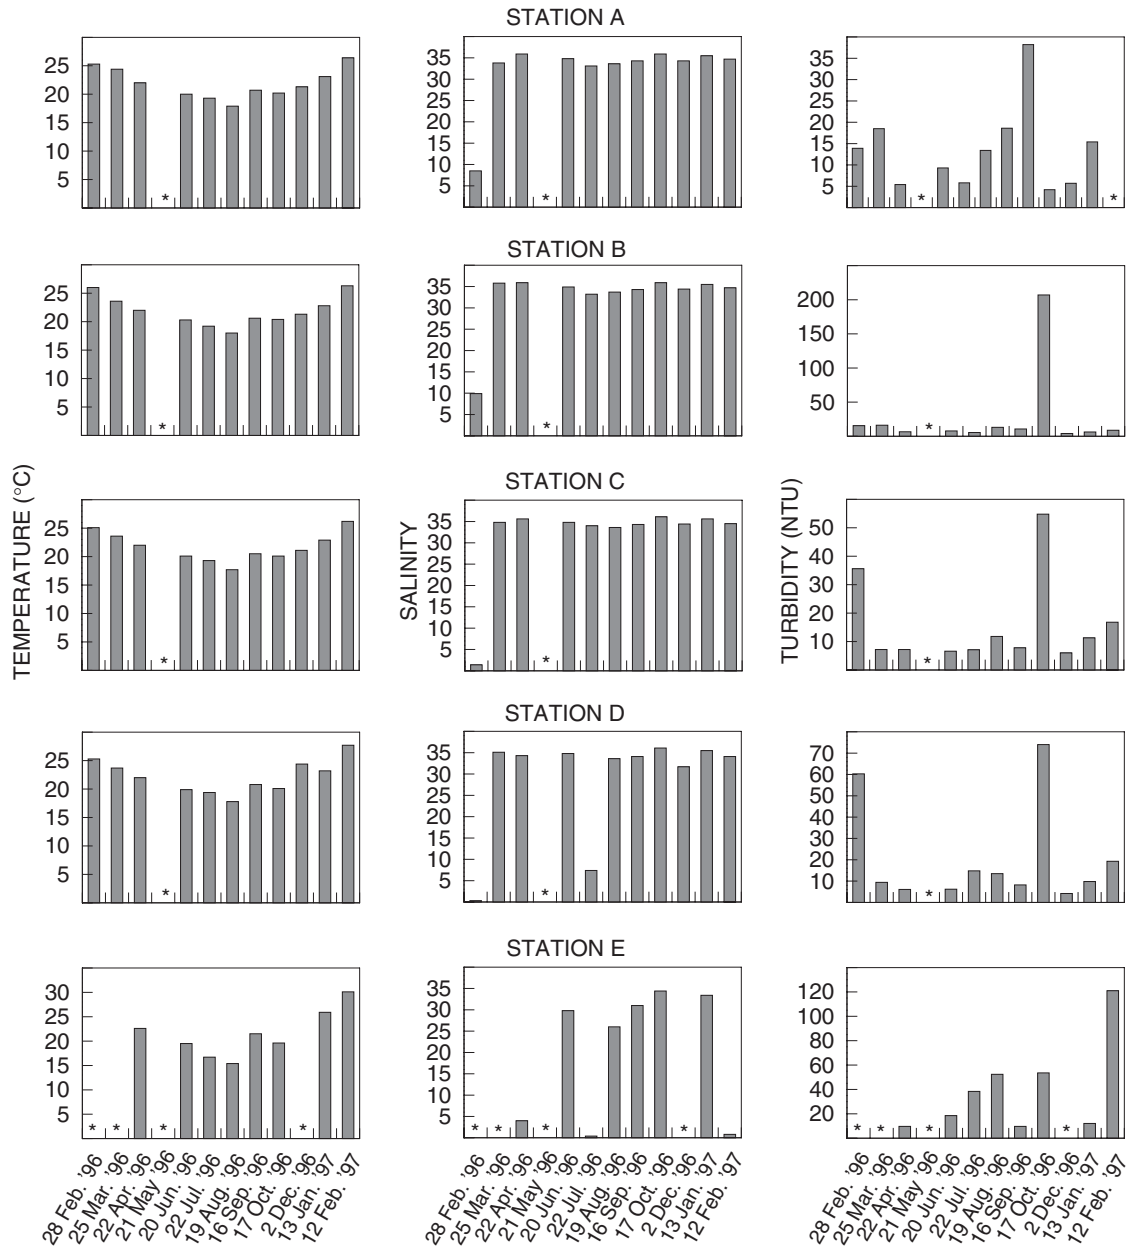 STATION A
25
20
15
10
5
*
35
30
25
20
15
10
5
*
35
30
25
20
15
10
5
*
*
STATION B
25
20
15
10
5
*
35
30
25
20
15
10
5
*
200
150
100
50
*
STATION C
TEMPERATURE (°C)
25
20
15
10
5
*
SALINITY
35
30
25
20
15
10
5
*
TURBIDITY (NTU)
50
40
30
20
10
*
STATION D
25
20
15
10
5
*
35
30
25
20
15
10
5
*
70
60
50
40
30
20
10
*
STATION E
30
20
15
10
5
* * * *
35
30
25
20
15
10
5
* * * *
120
100
80
60
40
20
* * * *
28 Feb. '96
25 Mar. '96
22 Apr. '96
21 May '96
20 Jun. '96
22 Jul. '96
19 Aug. '96
16 Sep. '96
17 Oct. '96
2 Dec. '96
13 Jan. '97
12 Feb. '97
28 Feb. '96
25 Mar. '96
22 Apr. '96
21 May '96
20 Jun. '96
22 Jul. '96
19 Aug. '96
16 Sep. '96
17 Oct. '96
2 Dec. '96
13 Jan. '97
12 Feb. '97
28 Feb. '96
25 Mar. '96
22 Apr. '96
21 May '96
20 Jun. '96
22 Jul. '96
19 Aug. '96
16 Sep. '96
17 Oct. '96
2 Dec. '96
13 Jan. '97
12 Feb. '97